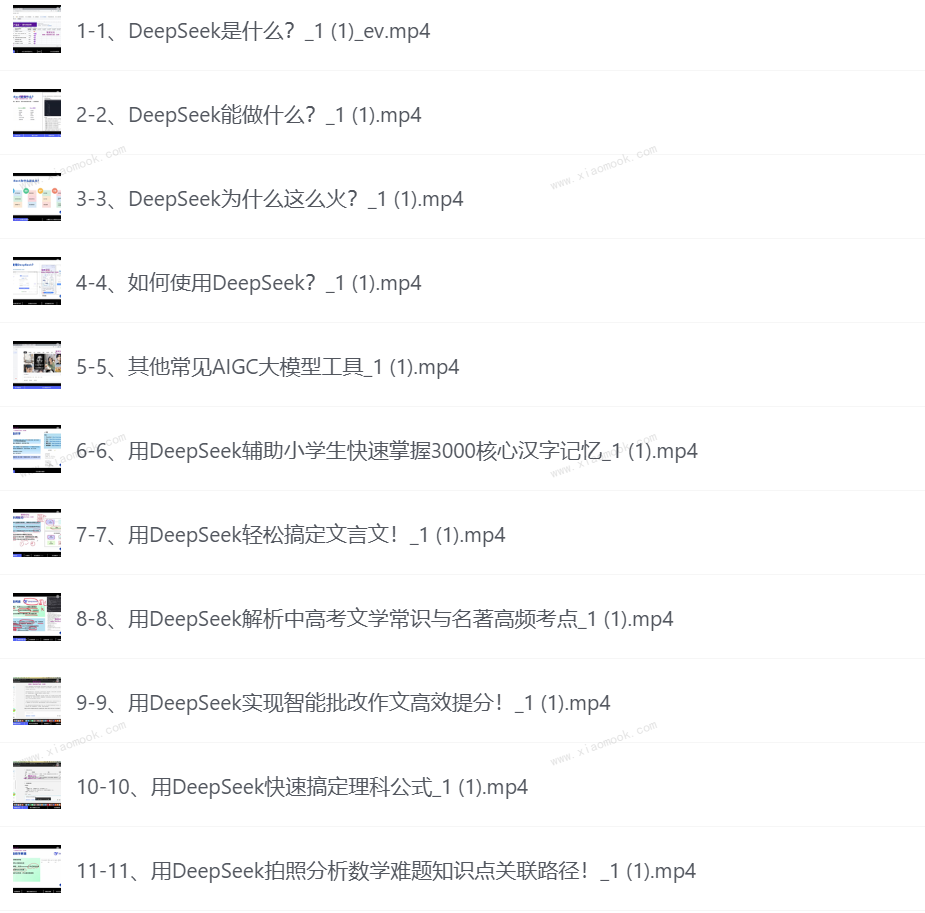 1-1、DeepSeek是什么？_1 (1)_ev.mp4
2-2、DeepSeek能做什么？_1 (1).mp4
www.xiaomook.com
3-3、DeepSeek为什么这么火？_1 (1).mp4
4-4、如何使用DeepSeek？_1 (1).mp4
5-5、其他常见AIGC大模型工具_1 (1).mp4
6-6、用DeepSeek辅助小学生快速掌握3000核心汉字记忆_1 (1).mp4
7-7、用DeepSeek轻松搞定文言文！_1 (1).mp4
8-8、用DeepSeek解析中高考文学常识与名著高频考点_1 (1).mp4
9-9、用DeepSeek实现智能批改作文高效提分！_1 (1).mp4
www.xiaomook.com
10-10、用DeepSeek快速搞定理科公式_1 (1).mp4
11-11、用DeepSeek拍照分析数学难题知识点关联路径！_1 (1).mp4